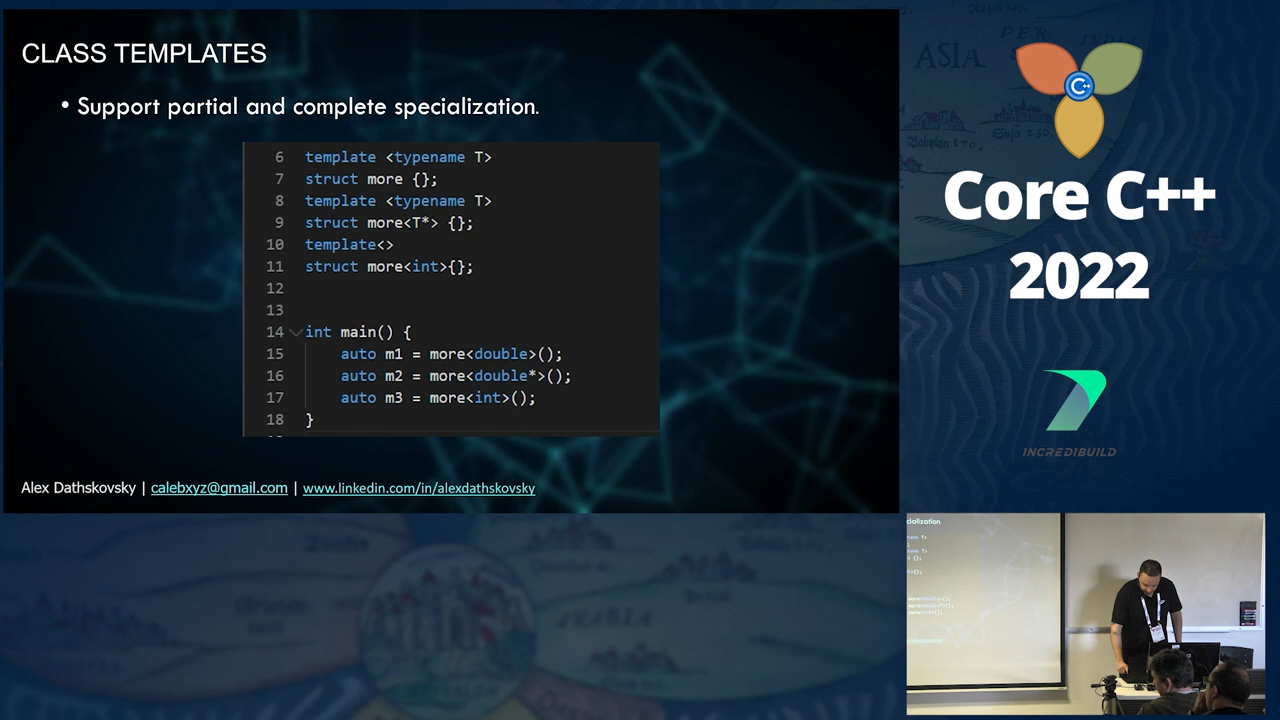 CLASS TEMPLATES
• Support partial and complete specialization.
6 template <typename T>
7 struct more {};
8 template <typename T>
9 struct more<T*> {};
10 template<>
11 struct more<int>{};
12
13
14 int main() {
15 auto m1 = more<double>();
16 auto m2 = more<double*>();
17 auto m3 = more<int>();
18 }
Alex Dathskovsky | calebxyz@gmail.com | www.linkedin.com/in/alexdathskovsky
ASIA
PER
INDIA
C++
Core C++
2022
INCREDIBUILD
cialization.